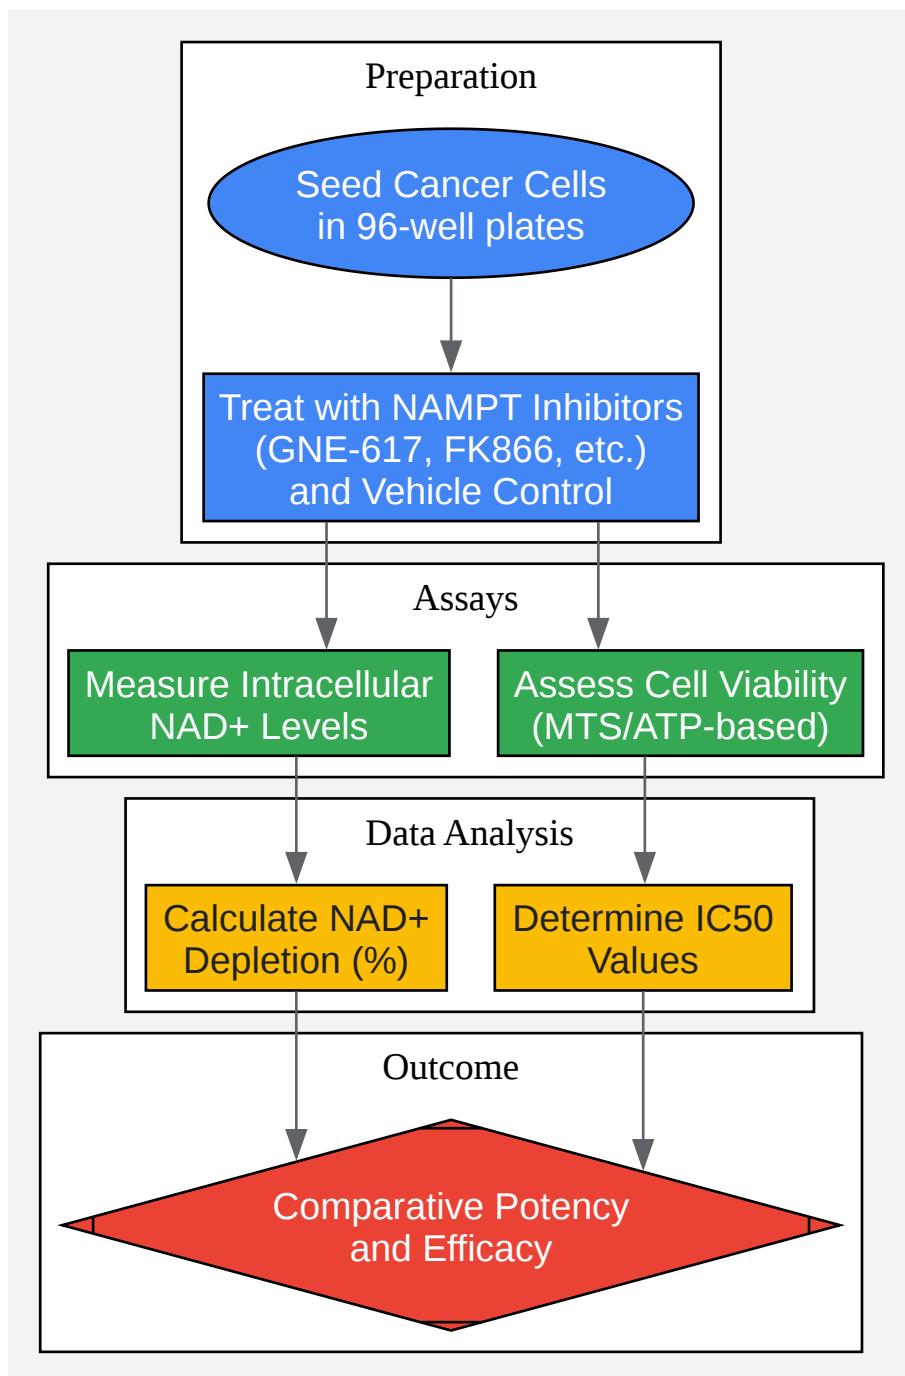 Preparation
Seed Cancer Cells
in 96-well plates
Treat with NAMPT Inhibitors
(GNE-617, FK866, etc.)
and Vehicle Control
Assays
Measure Intracellular
NAD+ Levels
Assess Cell Viability
(MTS/ATP-based)
Data Analysis
Calculate NAD+
Depletion (%)
Determine IC50
Values
Outcome
Comparative Potency
and Efficacy